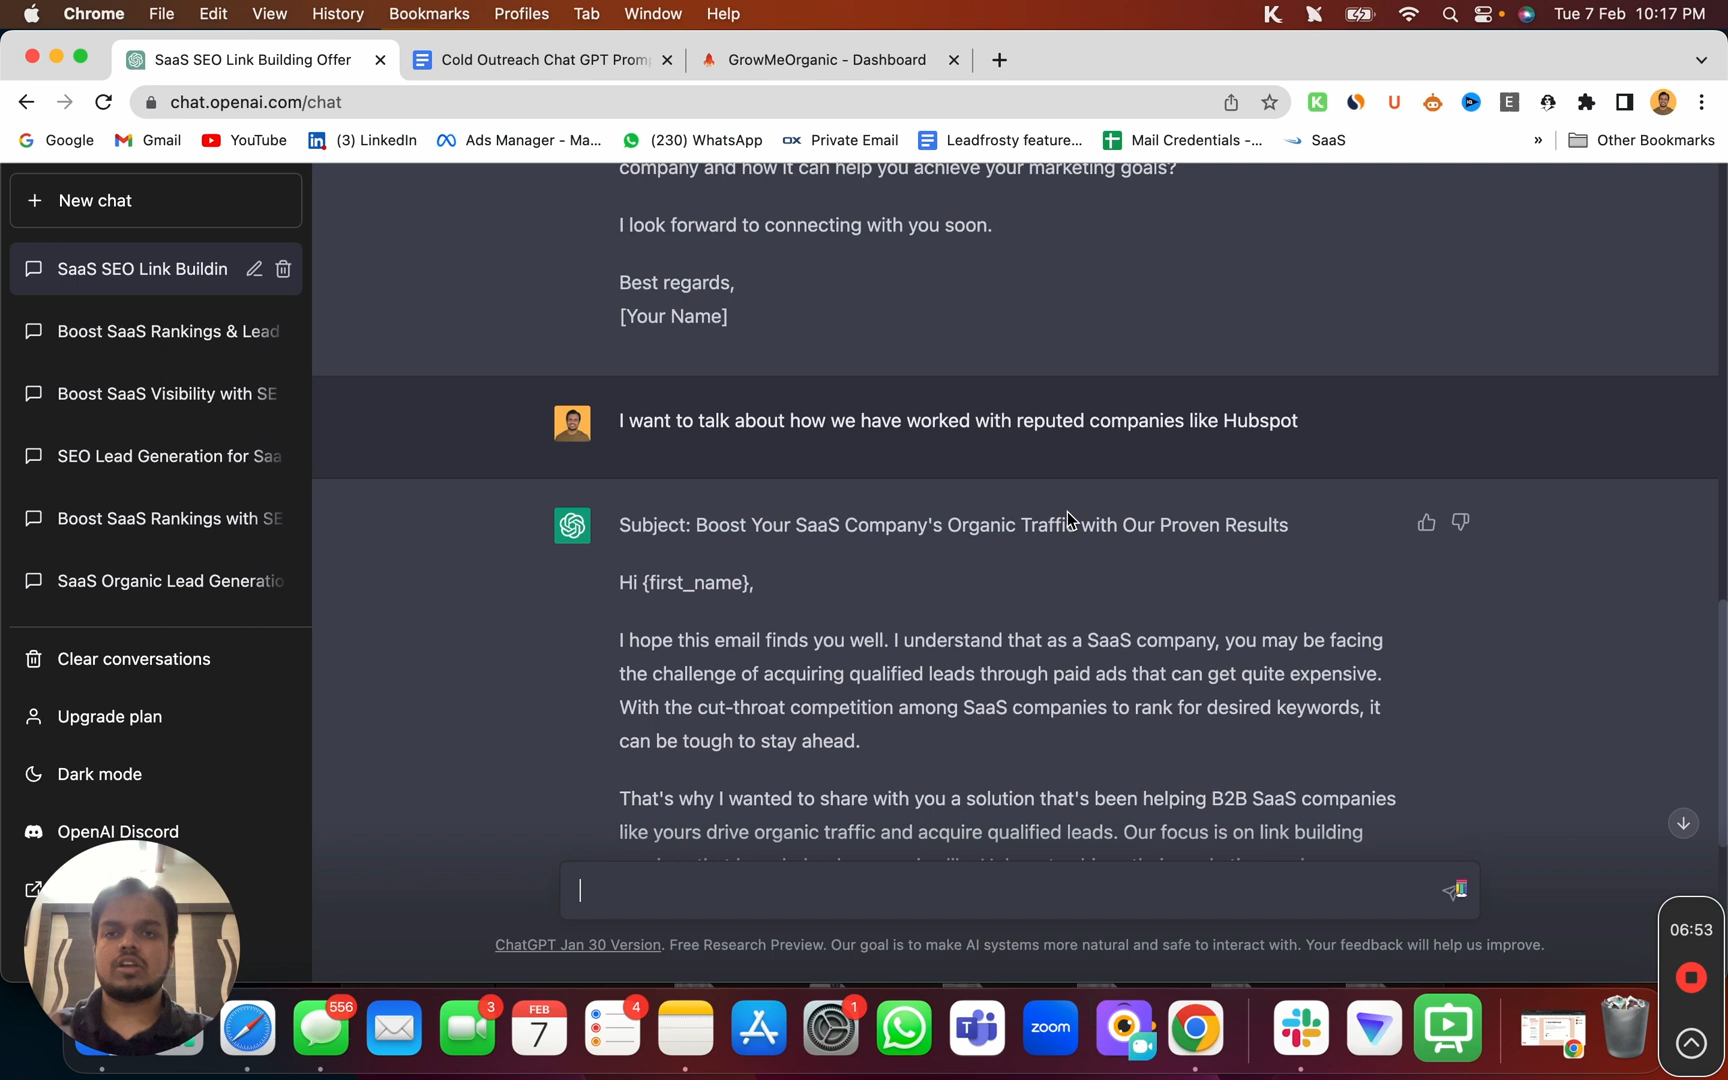 Chrome File Edit View History Bookmarks Profiles Tab Window Help Tue 7 Feb 10:17 PM
SaaS SEO Link Building Offer Cold Outreach Chat GPT Prom GrowMeOrganic - Dashboard
chat.openai.com/chat
Google Gmail YouTube (3) LinkedIn Ads Manager - Ma... (230) WhatsApp Private Email Leadfrosty feature... Mail Credentials -... SaaS » Other Bookmarks
New chat
SaaS SEO Link Buildin
Boost SaaS Rankings & Lead
Boost SaaS Visibility with SE
SEO Lead Generation for Saa
Boost SaaS Rankings with SE
SaaS Organic Lead Generatio
Clear conversations
Upgrade plan
Dark mode
OpenAI Discord
company and how it can help you achieve your marketing goals?
I look forward to connecting with you soon.
Best regards,
[Your Name]
I want to talk about how we have worked with reputed companies like Hubspot
Subject: Boost Your SaaS Company's Organic Traffic with Our Proven Results
Hi {first_name},
I hope this email finds you well. I understand that as a SaaS company, you may be facing
the challenge of acquiring qualified leads through paid ads that can get quite expensive.
With the cut-throat competition among SaaS companies to rank for desired keywords, it
can be tough to stay ahead.
That's why I wanted to share with you a solution that's been helping B2B SaaS companies
like yours drive organic traffic and acquire qualified leads. Our focus is on link building
ChatGPT Jan 30 Version. Free Research Preview. Our goal is to make AI systems more natural and safe to interact with. Your feedback will help us improve.
06:53
556
3
FEB
7
4
1
zoom